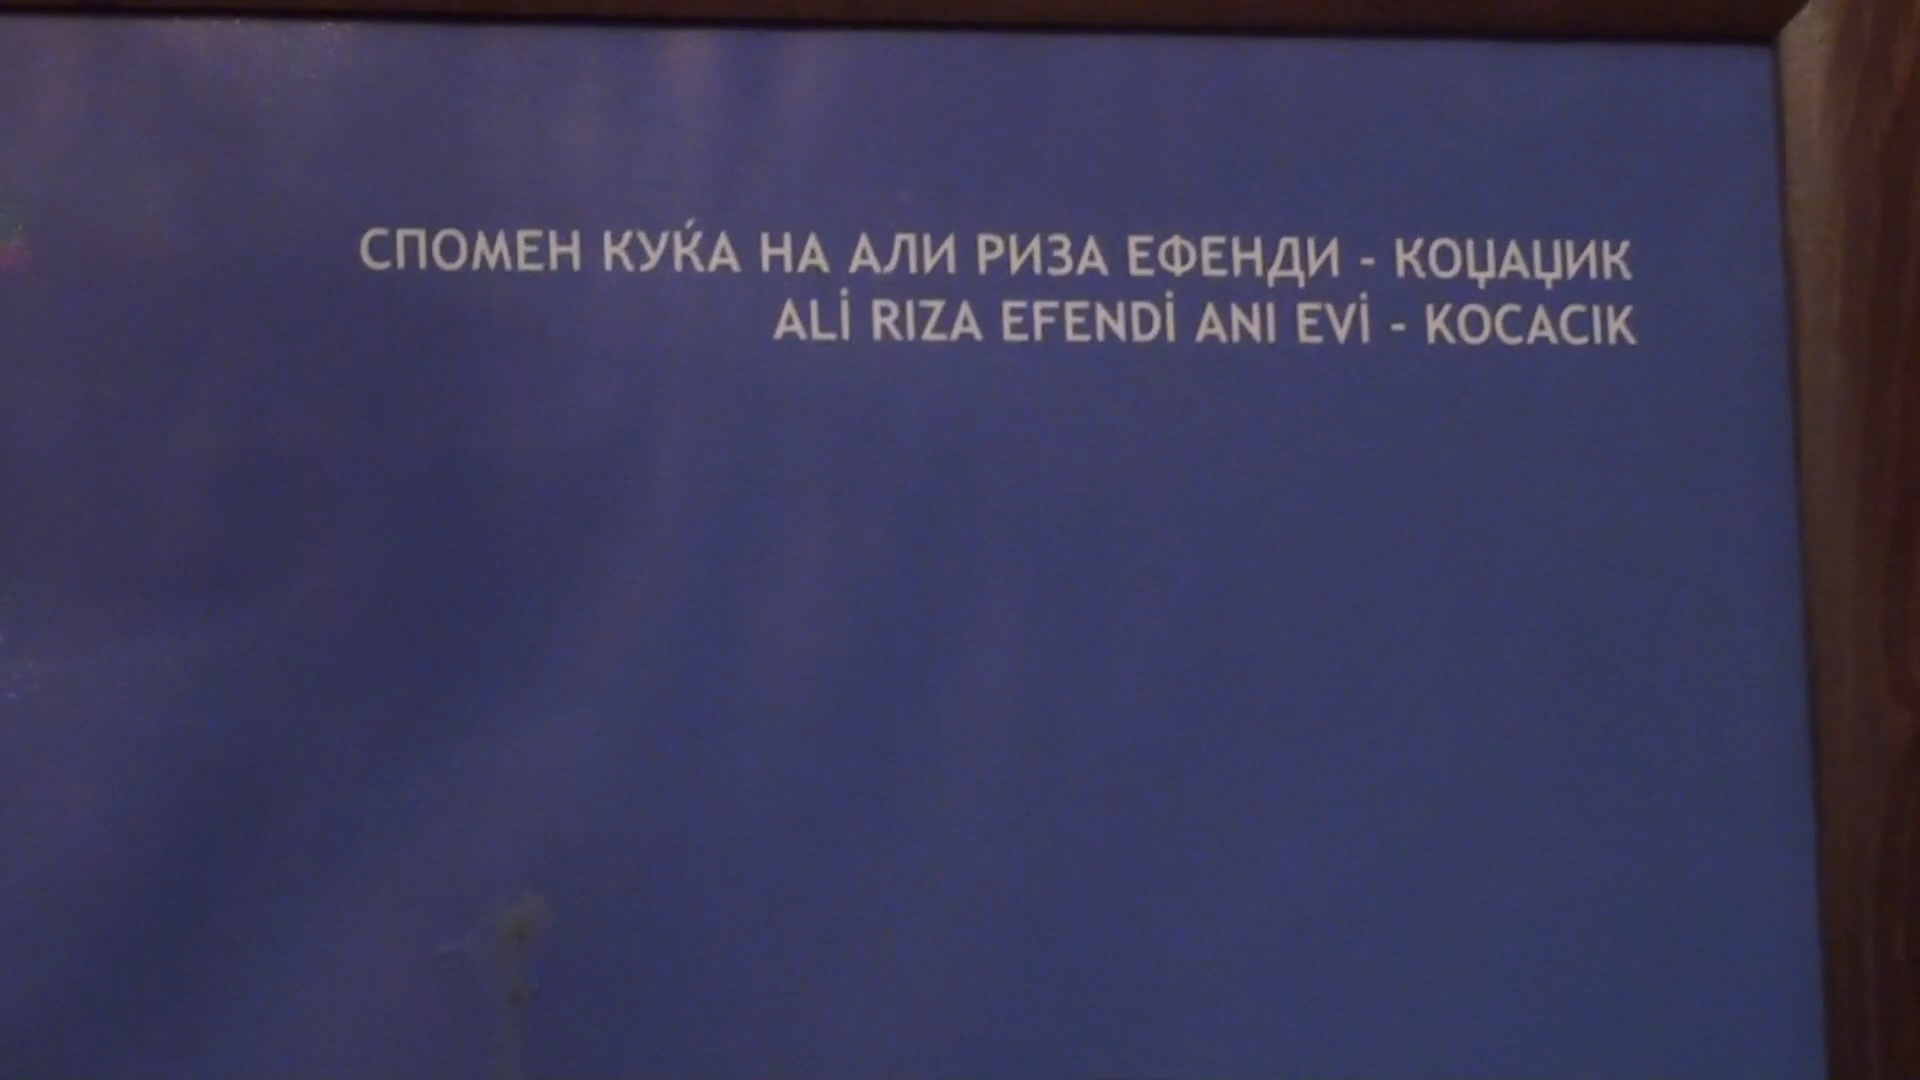 СПОМЕН КУЌА НА АЛИ РИЗА ЕФЕНДИ - КОЏАЏИК
ALİ RIZA EFENDİ ANI EVİ - KOCACIK